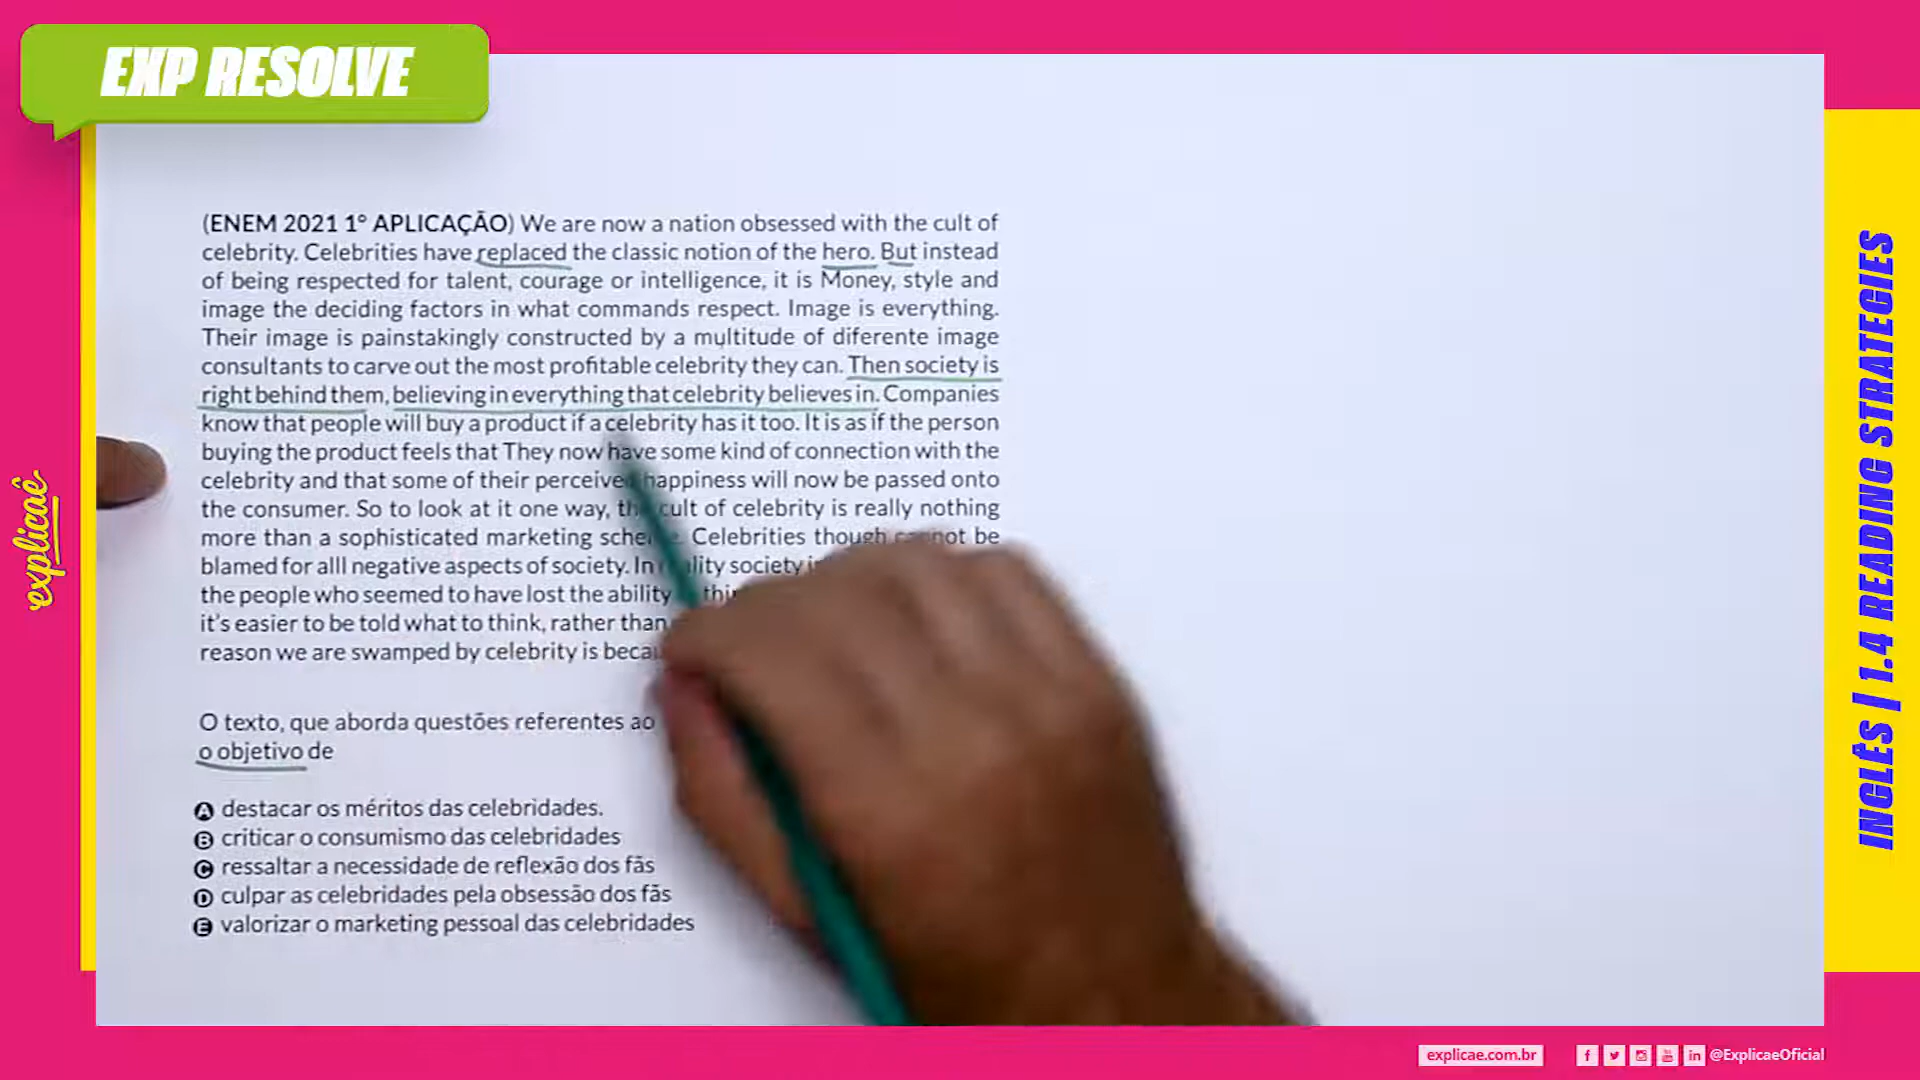 EXP RESOLVE
(ENEM 2021 1º APLICAÇÃO) We are now a nation obsessed with the cult of
celebrity. Celebrities have replaced the classic notion of the hero. But instead
of being respected for talent, courage or intelligence, it is Money, style and
image the deciding factors in what commands respect. Image is everything.
Their image is painstakingly constructed by a multitude of diferente image
consultants to carve out the most profitable celebrity they can. Then society is
right behind them, believing in everything that celebrity believes in. Companies
know that people will buy a product if a celebrity has it too. It is as if the person
buying the product feels that They now have some kind of connection with the
celebrity and that some of their perceived happiness will now be passed onto
the consumer. So to look at it one way, the cult of celebrity is really nothing
more than a sophisticated marketing scheme. Celebrities though cannot be
blamed for alll negative aspects of society. In reality society
the people who seemed to have lost the ability
it's easier to be told what to think, rather than
reason we are swamped by celebrity is
O texto, que aborda questões referentes ao
o objetivo de
A destacar os méritos das celebridades.
B criticar o consumismo das celebridades
C ressaltar a necessidade de reflexão dos fãs
D culpar as celebridades pela obsessão dos fãs
E valorizar o marketing pessoal das celebridades
explicaê
INGLÊS | 1.4 READING STRATEGIES
explicae.com.br
@ExplicaeOficial